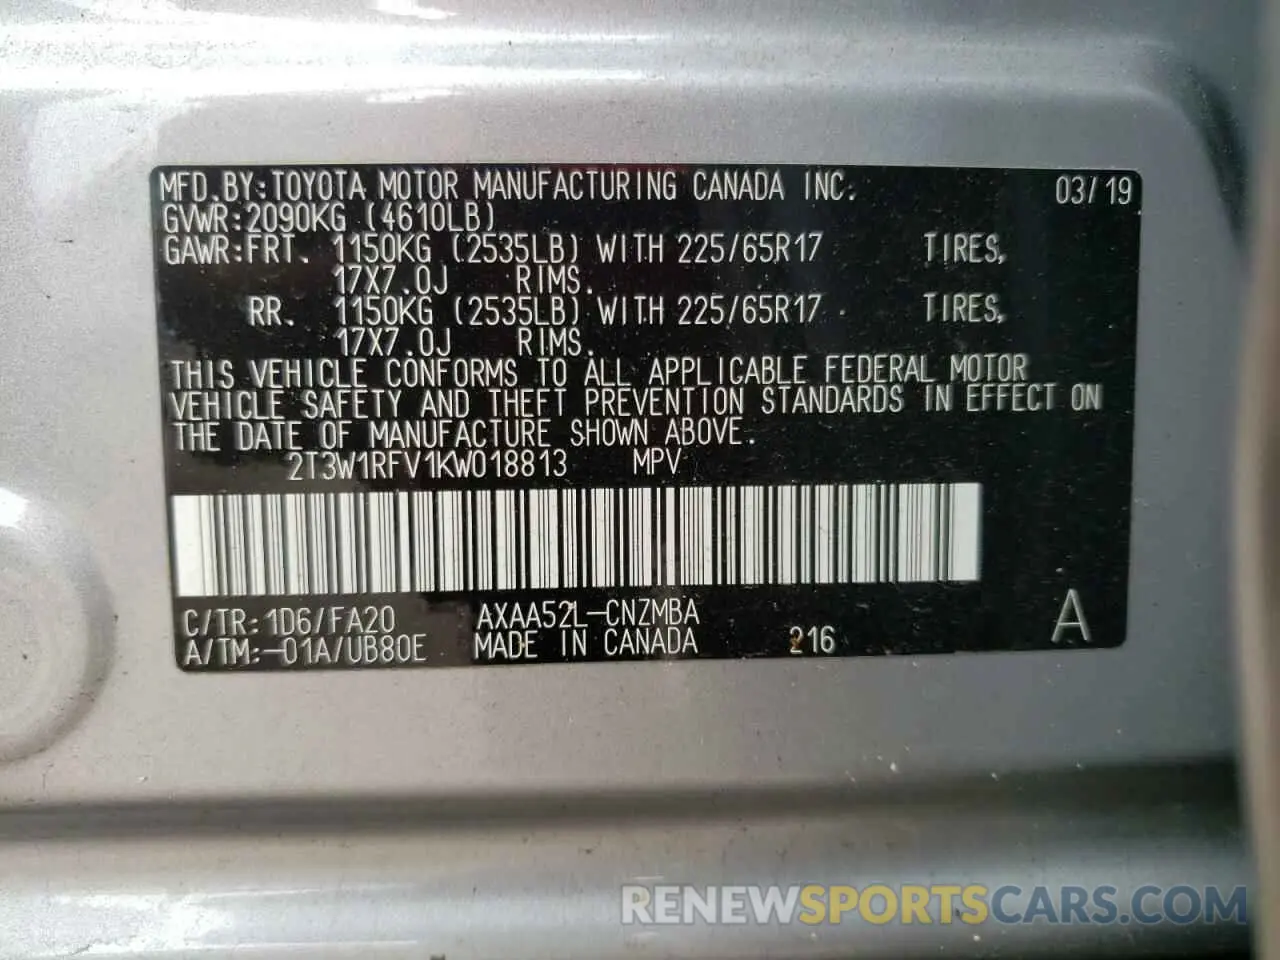 MFD.BY:TOYOTA MOTOR MANUFACTURING CANADA INC. 03/19
GVWR:2090KG (4610LB)
GAWR:FRT. 1150KG (2535LB) WITH 225/65R17 TIRES,
17X7.0J RIMS.
RR. 1150KG (2535LB) WITH 225/65R17 TIRES,
17X7.0J RIMS.
THIS VEHICLE CONFORMS TO ALL APPLICABLE FEDERAL MOTOR
VEHICLE SAFETY AND THEFT PREVENTION STANDARDS IN EFFECT ON
THE DATE OF MANUFACTURE SHOWN ABOVE.
2T3W1RFV1KW018813 MPV
C/TR:1D6/FA20 AXAA52L-CNZMBA A
A/TM:-01A/UB80E MADE IN CANADA 216
RENEWSPORTSCARS.COM